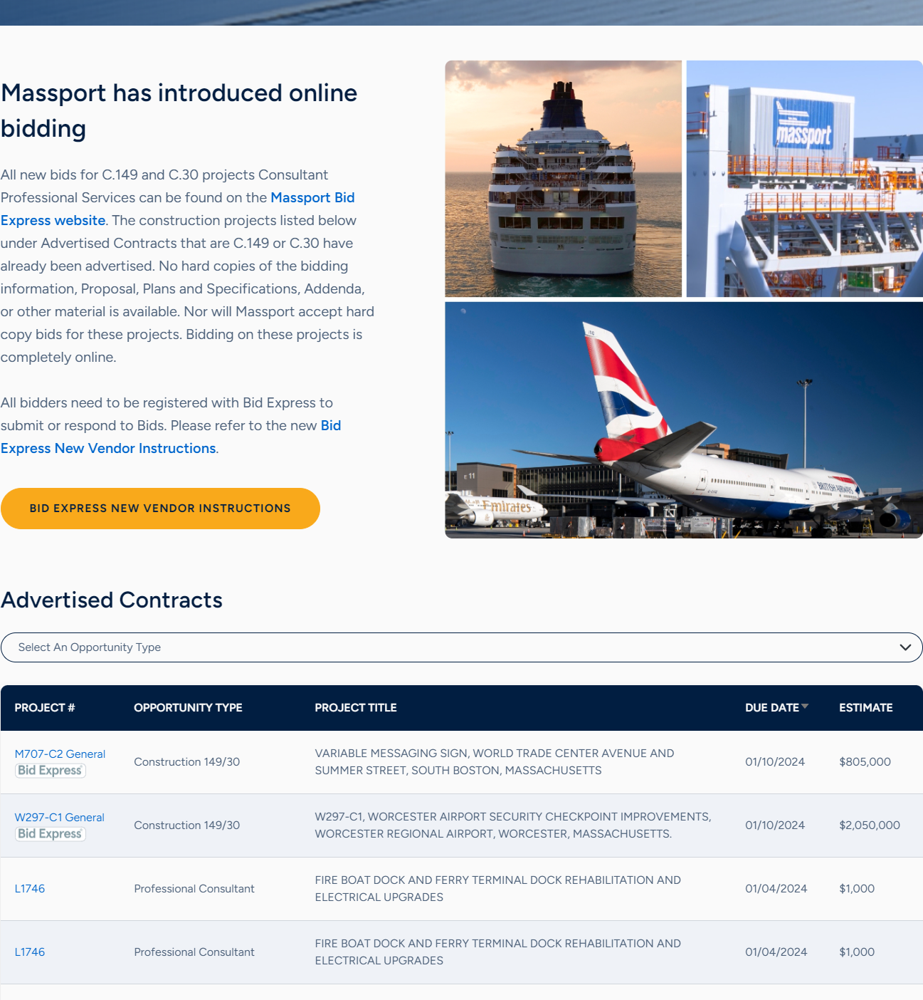 Massport has introduced online
bidding
All new bids for C.149 and C.30 projects Consultant
Professional Services can be found on the Massport Bid
Express website. The construction projects listed below
under Advertised Contracts that are C.149 or C.30 have
already been advertised. No hard copies of the bidding
information, Proposal, Plans and Specifications, Addenda,
or other material is available. Nor will Massport accept hard
copy bids for these projects. Bidding on these projects is
completely online.
All bidders need to be registered with Bid Express to
submit or respond to Bids. Please refer to the new Bid
Express New Vendor Instructions.
BID EXPRESS NEW VENDOR INSTRUCTIONS
massport
E 11
Emirates
BRITISH AIRWAYS
Advertised Contracts
Select An Opportunity Type
PROJECT # OPPORTUNITY TYPE PROJECT TITLE DUE DATE ESTIMATE
M707-C2 General
Bid Express
Construction 149/30
VARIABLE MESSAGING SIGN, WORLD TRADE CENTER AVENUE AND
SUMMER STREET, SOUTH BOSTON, MASSACHUSETTS
01/10/2024
$805,000
W297-C1 General
Bid Express
Construction 149/30
W297-C1, WORCESTER AIRPORT SECURITY CHECKPOINT IMPROVEMENTS,
WORCESTER REGIONAL AIRPORT, WORCESTER, MASSACHUSETTS.
01/10/2024
$2,050,000
L1746
Professional Consultant
FIRE BOAT DOCK AND FERRY TERMINAL DOCK REHABILITATION AND
ELECTRICAL UPGRADES
01/04/2024
$1,000
L1746
Professional Consultant
FIRE BOAT DOCK AND FERRY TERMINAL DOCK REHABILITATION AND
ELECTRICAL UPGRADES
01/04/2024
$1,000